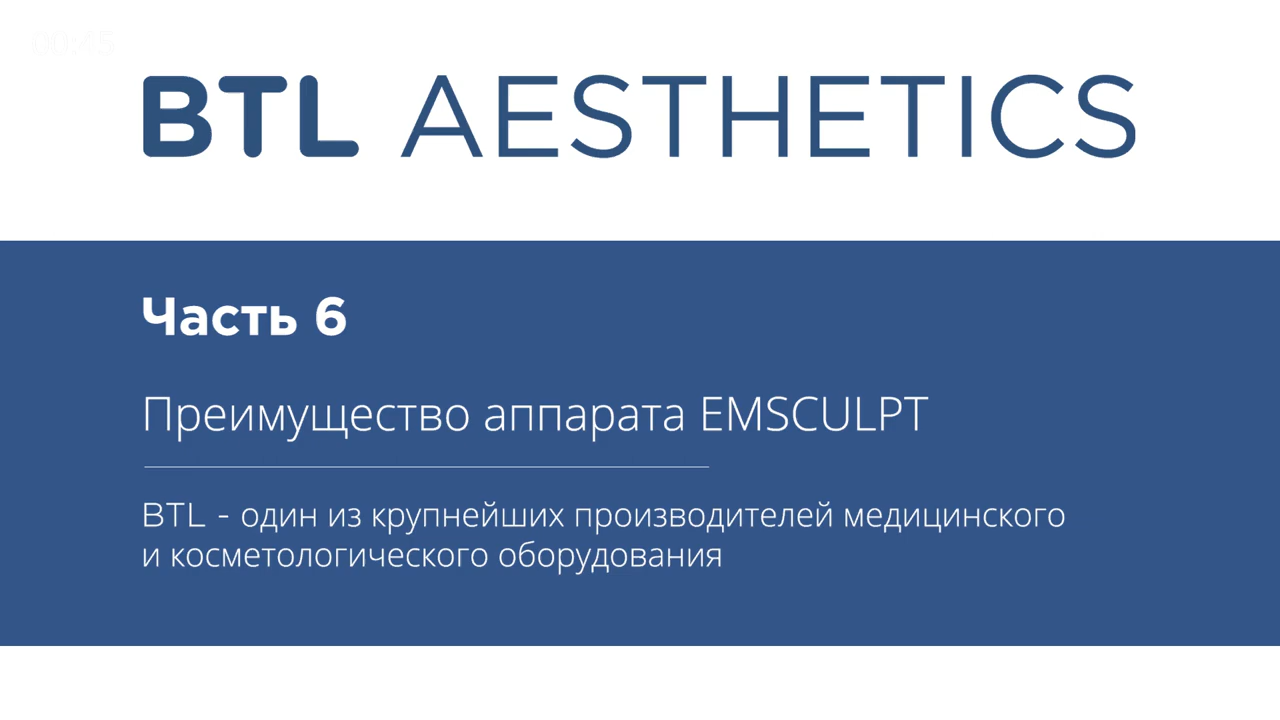 00:45
BTL AESTHETICS
Часть 6
Преимущество аппарата EMSCULPT
BTL - один из крупнейших производителей медицинского
и косметологического оборудования